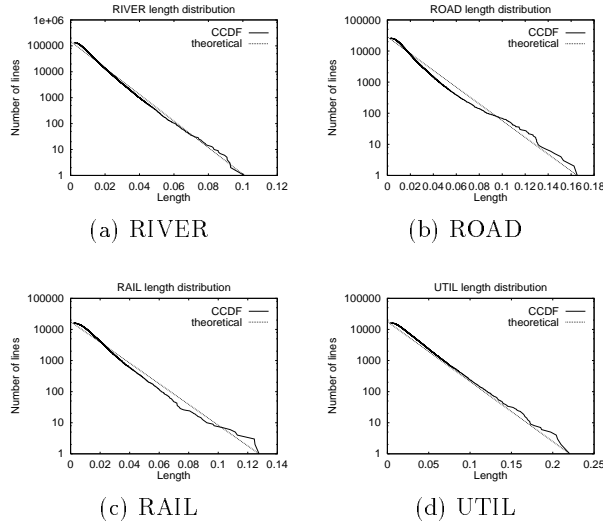 RIVER length distribution
1e+06
100000
10000
1000
100
10
1
Number of lines
CCDF
theoretical
0 0.02 0.04 0.06 0.08 0.1 0.12
Length
(a) RIVER
ROAD length distribution
100000
10000
1000
100
10
1
Number of lines
CCDF
theoretical
0 0.02 0.04 0.06 0.08 0.1 0.12 0.14 0.16 0.18
Length
(b) ROAD
RAIL length distribution
100000
10000
1000
100
10
1
Number of lines
CCDF
theoretical
0 0.02 0.04 0.06 0.08 0.1 0.12 0.14
Length
(c) RAIL
UTIL length distribution
100000
10000
1000
100
10
1
Number of lines
CCDF
theoretical
0 0.05 0.1 0.15 0.2 0.25
Length
(d) UTIL